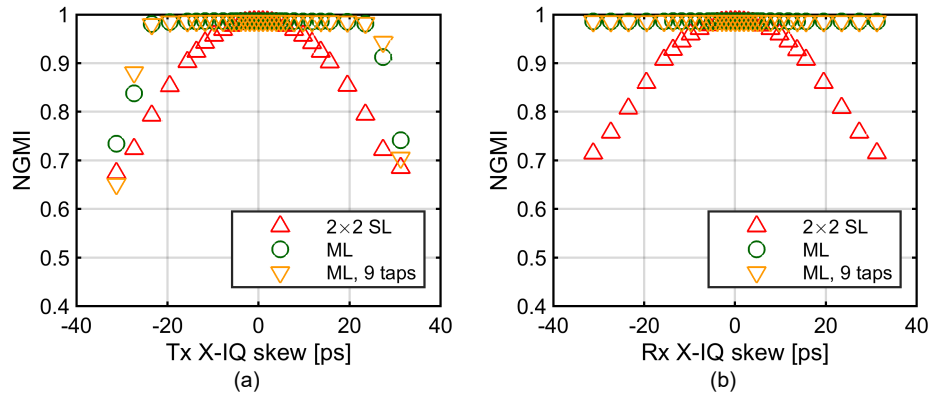 NGMI
1
0.9
0.8
0.7
0.6
0.5
0.4
-40
-20
0
20
40
2×2 SL
ML
ML, 9 taps
Tx X-IQ skew [ps]
(a)
NGMI
1
0.9
0.8
0.7
0.6
0.5
0.4
-40
-20
0
20
40
2×2 SL
ML
ML, 9 taps
Rx X-IQ skew [ps]
(b)